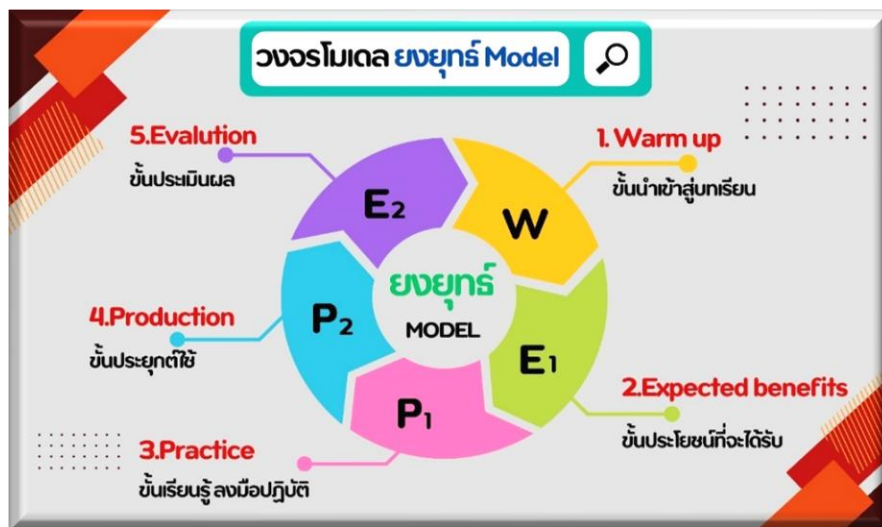 วงจรโมเดล ยงยุทธ์ Model
1. Warm up
ขั้นนำเข้าสู่บทเรียน
W
2.Expected benefits
ขั้นประโยชน์ที่จะได้รับ
E1
3.Practice
ขั้นเรียนรู้ ลงมือปฏิบัติ
P1
4.Production
ขั้นประยุกต์ใช้
P2
5.Evalution
ขั้นประเมินผล
E2
ยงยุทธ์
MODEL